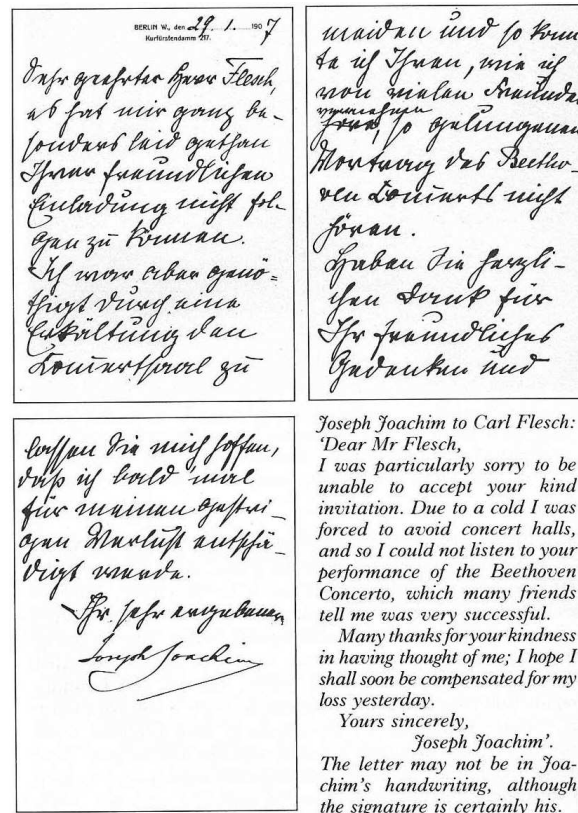 BERLIN W., den 29. 1. 1907
Kurfürstendamm 217.
Sehr geehrter Herr Flesch,
es hat mir ganz be-
sonders leid gethan
Ihrer freundlichen
Einladung nicht fol-
gen zu können.
Ich war aber genö-
thigt durch eine
Erkältung den
Concertsaal zu
meiden und so konn-
te ich Ihren, wie ich
von vielen Freunden
vernehme
höre, so gelungenen
Vortrag des Beetho-
ven Concerts nicht
hören.
Haben Sie herzli-
chen Dank für
Ihr freundliches
Gedenken und
lassen Sie mich hoffen,
daß ich bald mal
für meinen gestri-
gen Verlust entschä-
digt werde.
Ihr sehr ergebener
Joseph Joachim
Joseph Joachim to Carl Flesch:
'Dear Mr Flesch,
I was particularly sorry to be
unable to accept your kind
invitation. Due to a cold I was
forced to avoid concert halls,
and so I could not listen to your
performance of the Beethoven
Concerto, which many friends
tell me was very successful.
Many thanks for your kindness
in having thought of me; I hope I
shall soon be compensated for my
loss yesterday.
Yours sincerely,
Joseph Joachim'.
The letter may not be in Joa-
chim's handwriting, although
the signature is certainly his.